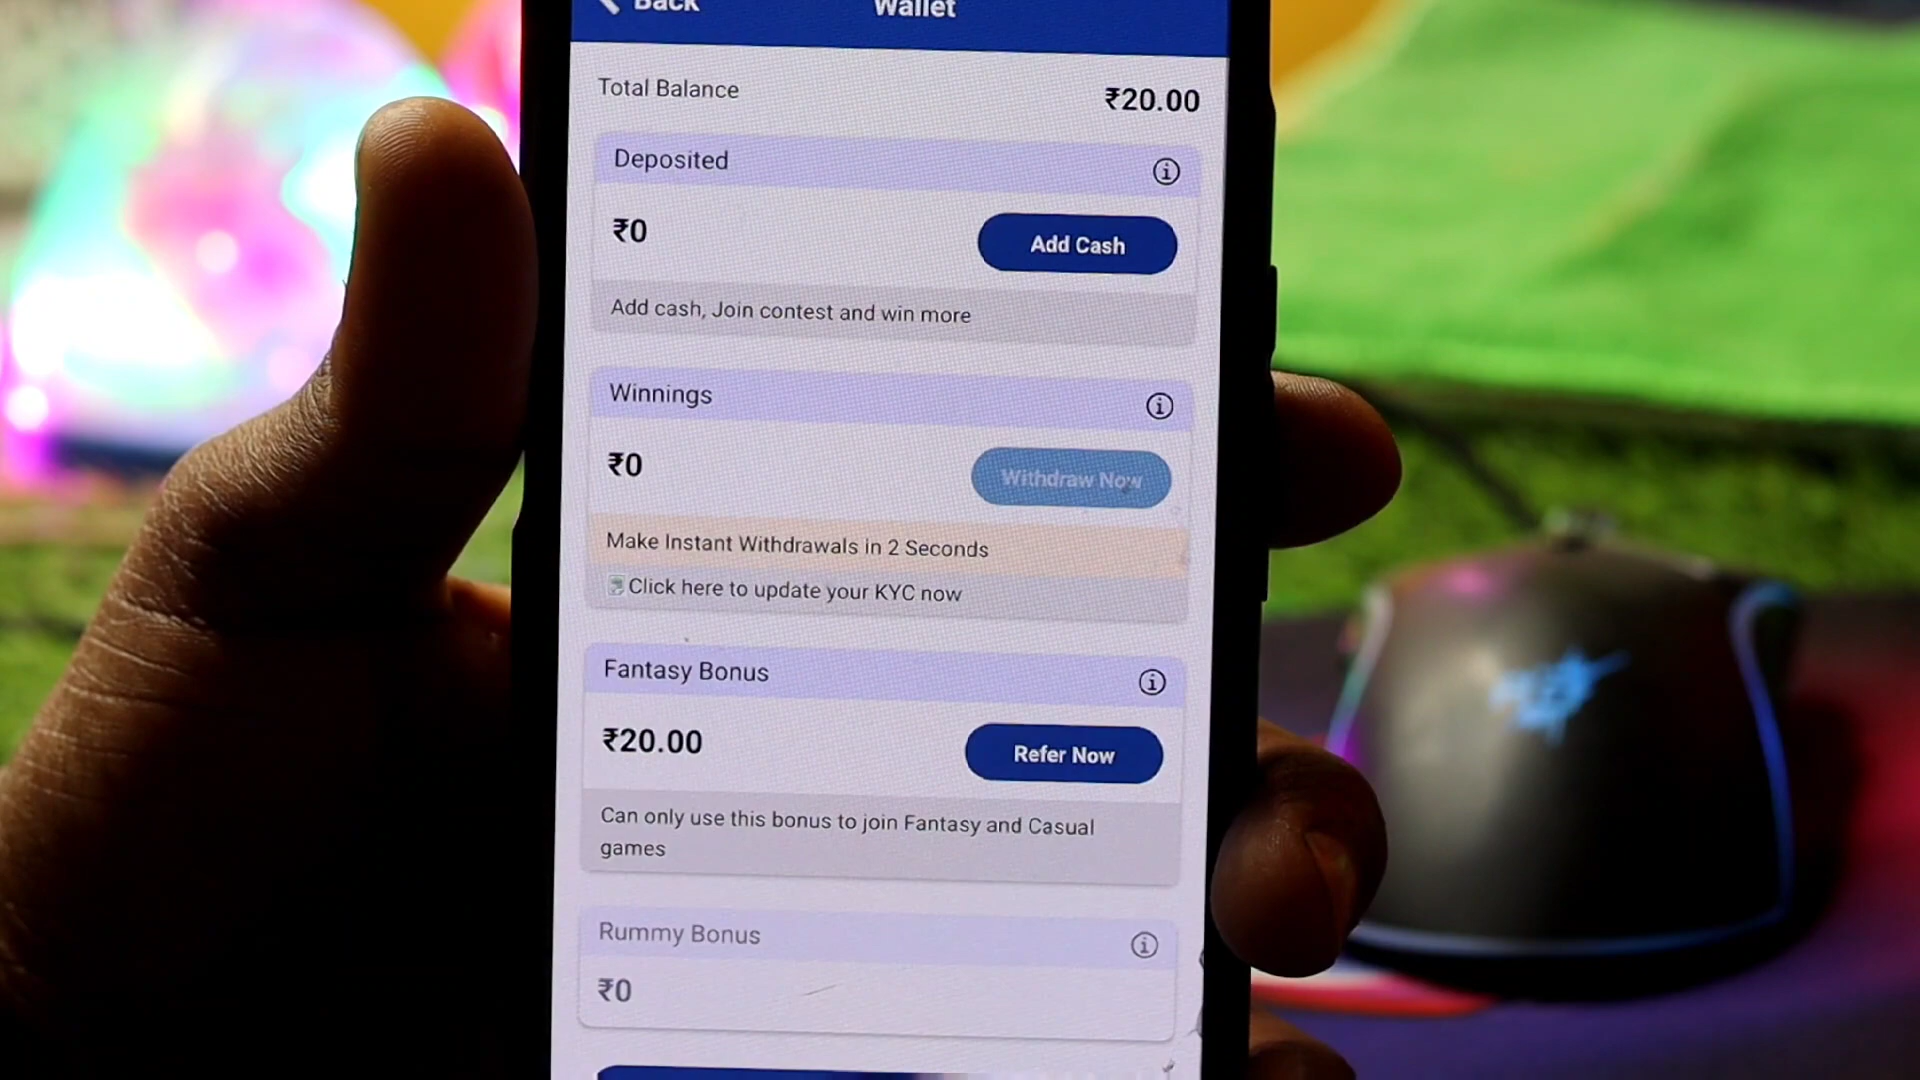 Back
Wallet
Total Balance
₹20.00
Deposited
₹0
Add Cash
Add cash, Join contest and win more
Winnings
₹0
Withdraw Now
Make Instant Withdrawals in 2 Seconds
Click here to update your KYC now
Fantasy Bonus
₹20.00
Refer Now
Can only use this bonus to join Fantasy and Casual
games
Rummy Bonus
₹0